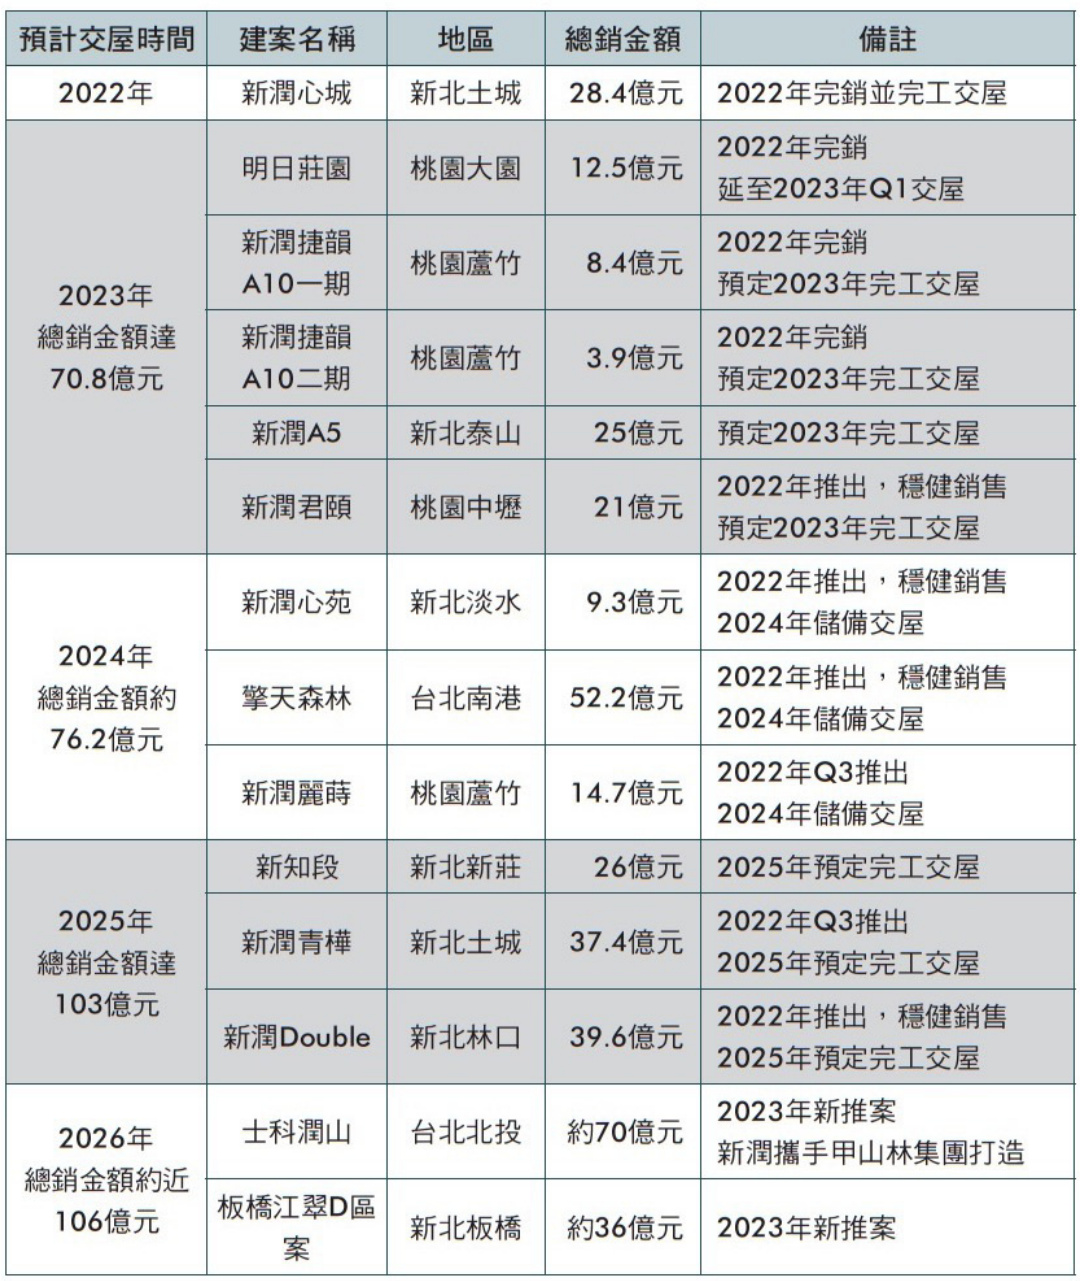 預計交屋時間 建案名稱 地區 總銷金額 備註
2022年 新潤心城 新北土城 28.4億元 2022年完銷並完工交屋
2023年
總銷金額達
70.8億元
明日莊園 桃園大園 12.5億元 2022年完銷
延至2023年Q1交屋
新潤捷韻
A10一期
桃園蘆竹 8.4億元 2022年完銷
預定2023年完工交屋
新潤捷韻
A10二期
桃園蘆竹 3.9億元 2022年完銷
預定2023年完工交屋
新潤A5 新北泰山 25億元 預定2023年完工交屋
新潤君頤 桃園中壢 21億元 2022年推出，穩健銷售
預定2023年完工交屋
2024年
總銷金額約
76.2億元
新潤心苑 新北淡水 9.3億元 2022年推出，穩健銷售
2024年儲備交屋
擎天森林 台北南港 52.2億元 2022年推出，穩健銷售
2024年儲備交屋
新潤麗蒔 桃園蘆竹 14.7億元 2022年Q3推出
2024年儲備交屋
2025年
總銷金額達
103億元
新知段 新北新莊 26億元 2025年預定完工交屋
新潤青樺 新北土城 37.4億元 2022年Q3推出
2025年預定完工交屋
新潤Double 新北林口 39.6億元 2022年推出，穩健銷售
2025年預定完工交屋
2026年
總銷金額約近
106億元
士科潤山 台北北投 約70億元 2023年新推案
新潤攜手甲山林集團打造
板橋江翠D區
案
新北板橋 約36億元 2023年新推案